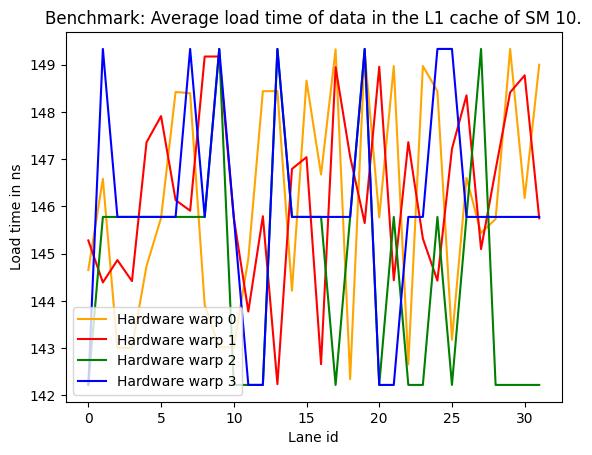 Benchmark: Average load time of data in the L1 cache of SM 10.
Load time in ns
149
148
147
146
145
144
143
142
Hardware warp 0
Hardware warp 1
Hardware warp 2
Hardware warp 3
0
5
10
15
20
25
30
Lane id